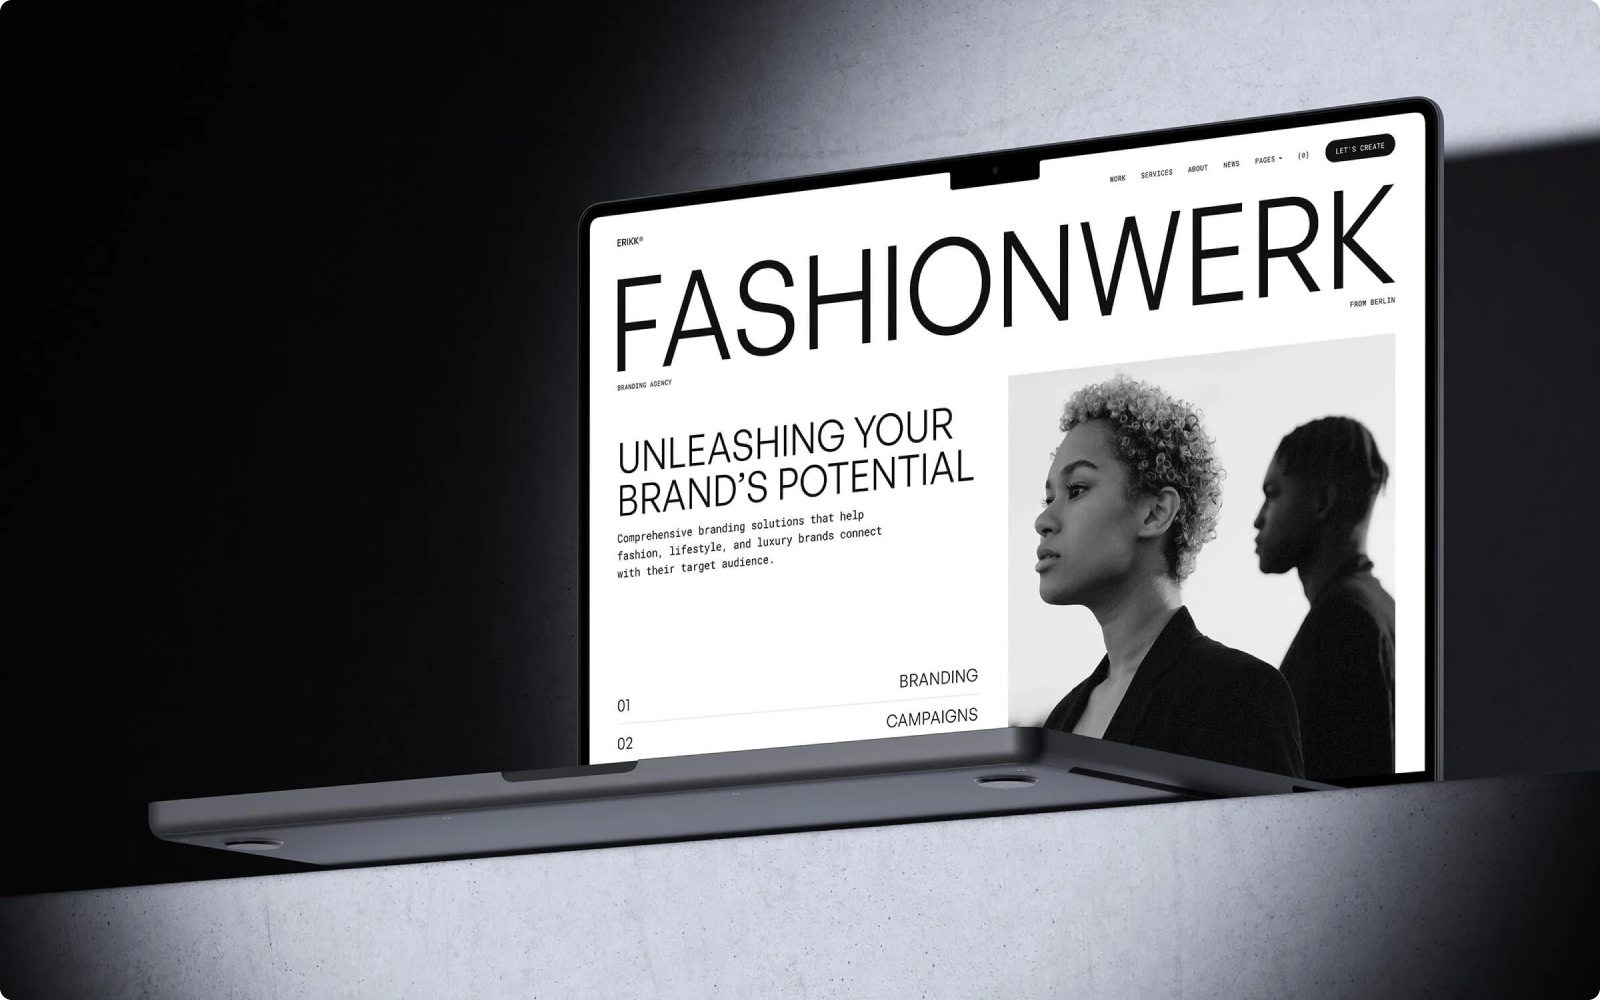 ERIKK®
WORK SERVICES ABOUT NEWS PAGES (0) LET'S CREATE
FASHIONWERK
BRANDING AGENCY
FROM BERLIN
UNLEASHING YOUR
BRAND’S POTENTIAL
Comprehensive branding solutions that help
fashion, lifestyle, and luxury brands connect
with their target audience.
01 BRANDING
02 CAMPAIGNS